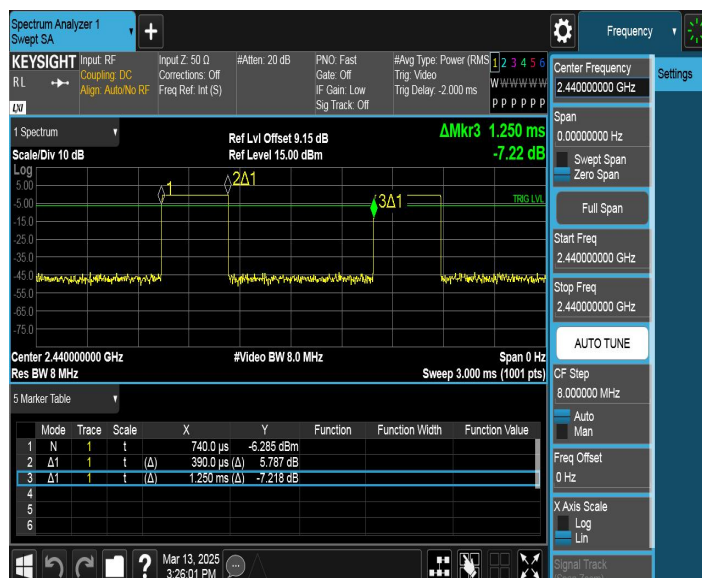 Spectrum Analyzer 1
Swept SA
+
Frequency
KEYSIGHT
RL
LXI
Input: RF
Coupling: DC
Align: Auto/No RF
Input Z: 50 Ω
Corrections: Off
Freq Ref: Int (S)
#Atten: 20 dB
PNO: Fast
Gate: Off
IF Gain: Low
Sig Track: Off
#Avg Type: Power (RMS
Trig: Video
Trig Delay: -2.000 ms
1 2 3 4 5 6
W W W W W W
P P P P P P
Center Frequency
2.440000000 GHz
Settings
Span
0.00000000 Hz
Swept Span
Zero Span
Full Span
Start Freq
2.440000000 GHz
Stop Freq
2.440000000 GHz
AUTO TUNE
CF Step
8.000000 MHz
Auto
Man
Freq Offset
0 Hz
X Axis Scale
Log
Lin
Signal Track
1 Spectrum
Scale/Div 10 dB
Ref Lvl Offset 9.15 dB
Ref Level 15.00 dBm
ΔMkr3 1.250 ms
-7.22 dB
Log
5.00
-5.00
-15.0
-25.0
-35.0
-45.0
-55.0
-65.0
-75.0
1
2Δ1
3Δ1
TRIG LVL
Center 2.440000000 GHz
#Video BW 8.0 MHz
Span 0 Hz
Res BW 8 MHz
Sweep 3.000 ms (1001 pts)
5 Marker Table
Mode Trace Scale X Y Function Function Width Function Value
1 N 1 t 740.0 µs -6.285 dBm
2 Δ1 1 t (Δ) 390.0 µs (Δ) 5.787 dB
3 Δ1 1 t (Δ) 1.250 ms (Δ) -7.218 dB
4
5
6
?
Mar 13, 2025
3:26:01 PM